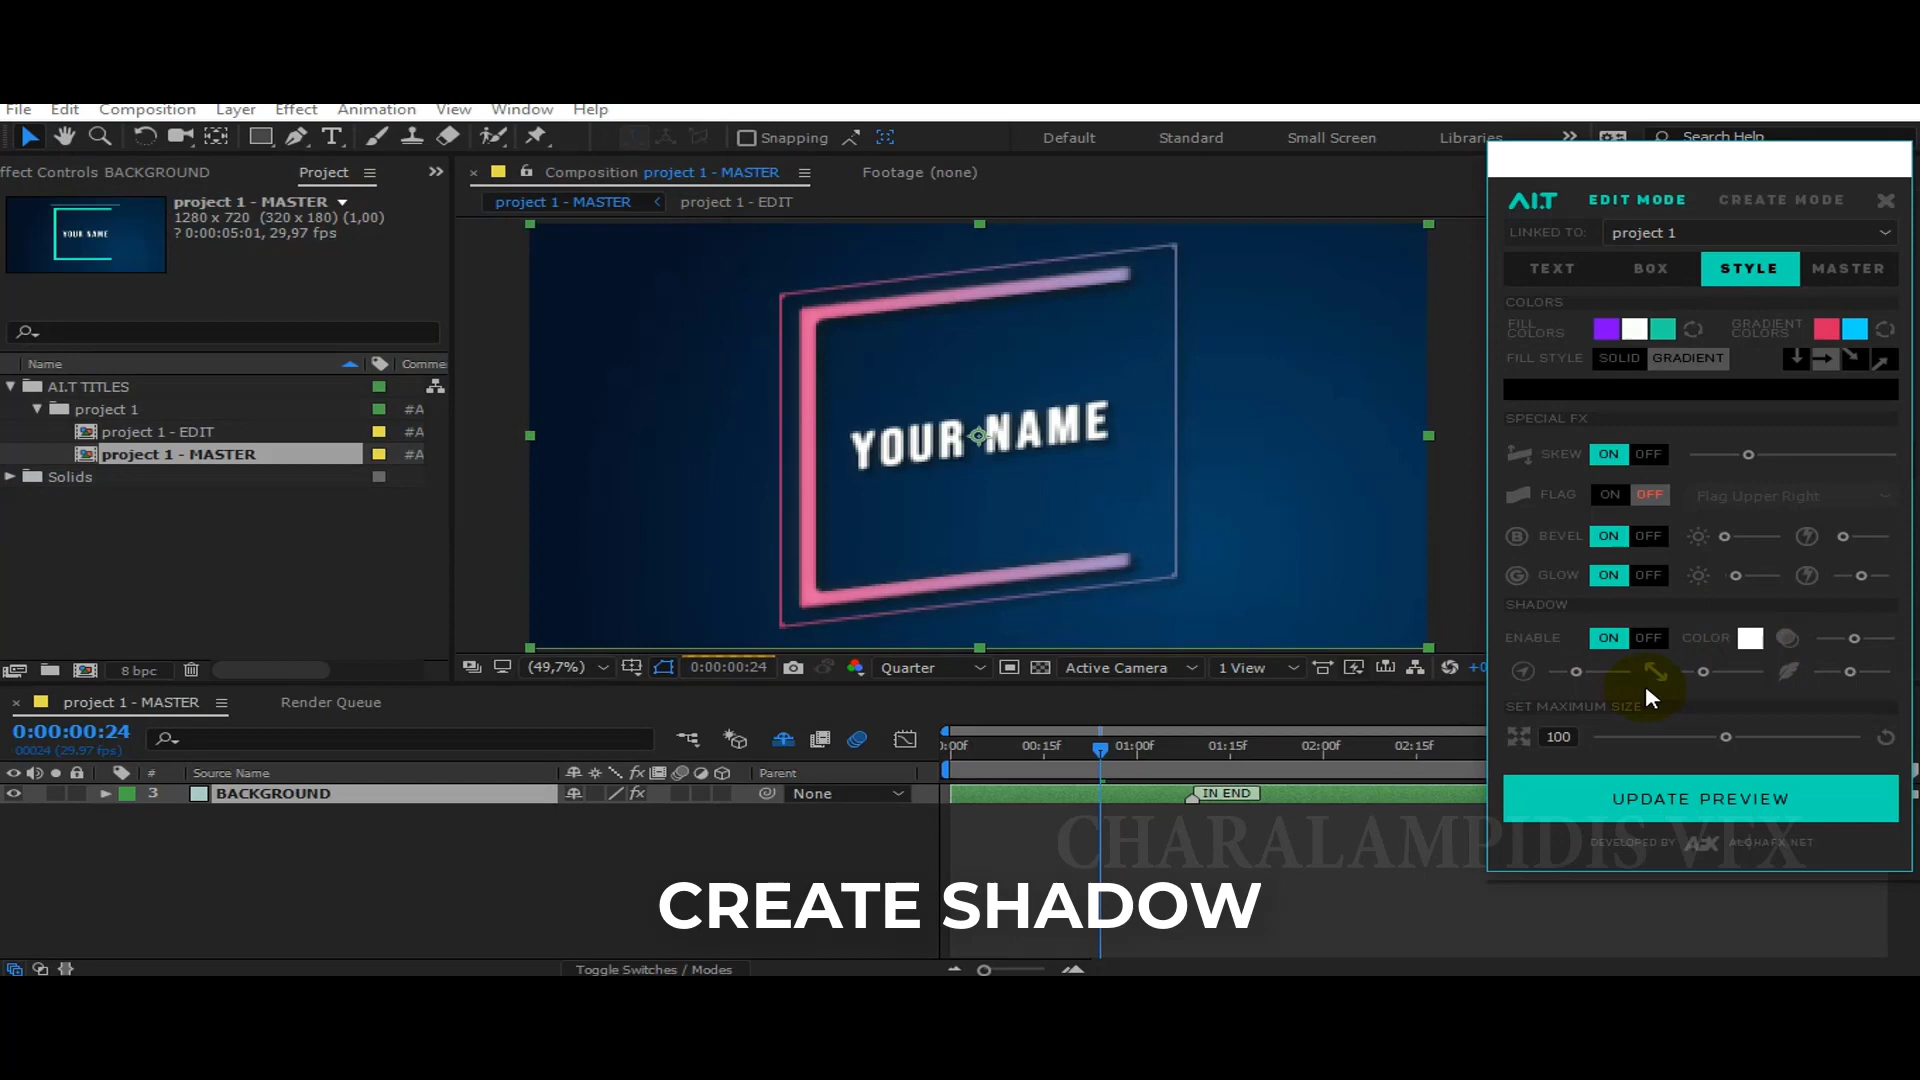 File Edit Composition Layer Effect Animation View Window Help
Snapping Default Standard Small Screen Libraries Search Help
ffect Controls BACKGROUND Project
Composition project 1 - MASTER Footage (none)
project 1 - MASTER project 1 - EDIT
project 1 - MASTER
1280 x 720 (320 x 180) (1,00)
? 0:00:05:01, 29,97 fps
YOUR NAME
Name Comme
AI.T TITLES
project 1 #A
project 1 - EDIT #A
project 1 - MASTER #A
Solids
8 bpc
YOUR NAME
(49,7%) 0:00:00:24 Quarter Active Camera 1 View +0
AI.T EDIT MODE CREATE MODE
LINKED TO: project 1
TEXT BOX STYLE MASTER
COLORS
FILL COLORS GRADIENT COLORS
FILL STYLE SOLID GRADIENT
SPECIAL FX
SKEW ON OFF
FLAG ON OFF Flag Upper Right
BEVEL ON OFF
GLOW ON OFF
SHADOW
ENABLE ON OFF COLOR
SET MAXIMUM SIZE
100
UPDATE PREVIEW
DEVELOPED BY AEX ALOHAFX.NET
project 1 - MASTER Render Queue
0:00:00:24
00024 (29.97 fps)
):00f 00:15f 01:00f 01:15f 02:00f 02:15f
# Source Name fx Parent
3 BACKGROUND fx None
IN END
CHARALAMPIDIS VFX
CREATE SHADOW
Toggle Switches / Modes